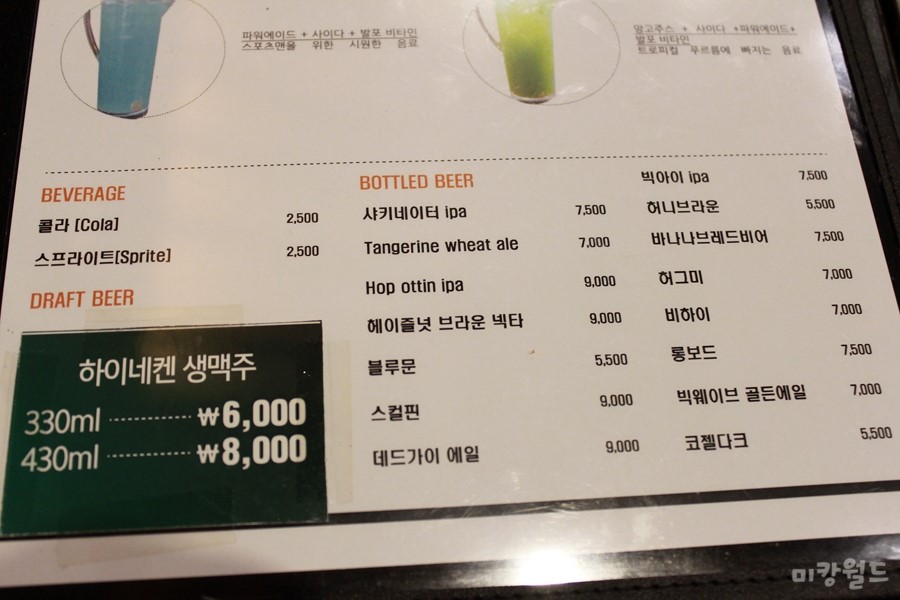 파워에이드 + 사이다 + 발포 비타민
스포츠맨을 위한 시원한 음료
망고주스 + 사이다 +파워에이드+
발포 비타민
트로피컬 푸르름에 빠지는 음료
BEVERAGE
콜라 [Cola] 2,500
스프라이트[Sprite] 2,500
DRAFT BEER
하이네켄 생맥주
330ml ₩6,000
430ml ₩8,000
BOTTLED BEER
샤키네이터 ipa 7,500
Tangerine wheat ale 7,000
Hop ottin ipa 9,000
헤이즐넛 브라운 넥타 9,000
블루문 5,500
스컬핀 9,000
데드가이 에일 9,000
빅아이 ipa 7,500
허니브라운 5,500
바나나브레드비어 7,500
허그미 7,000
비하이 7,000
롱보드 7,500
빅웨이브 골든에일 7,000
코젤다크 5,500
미캉월드